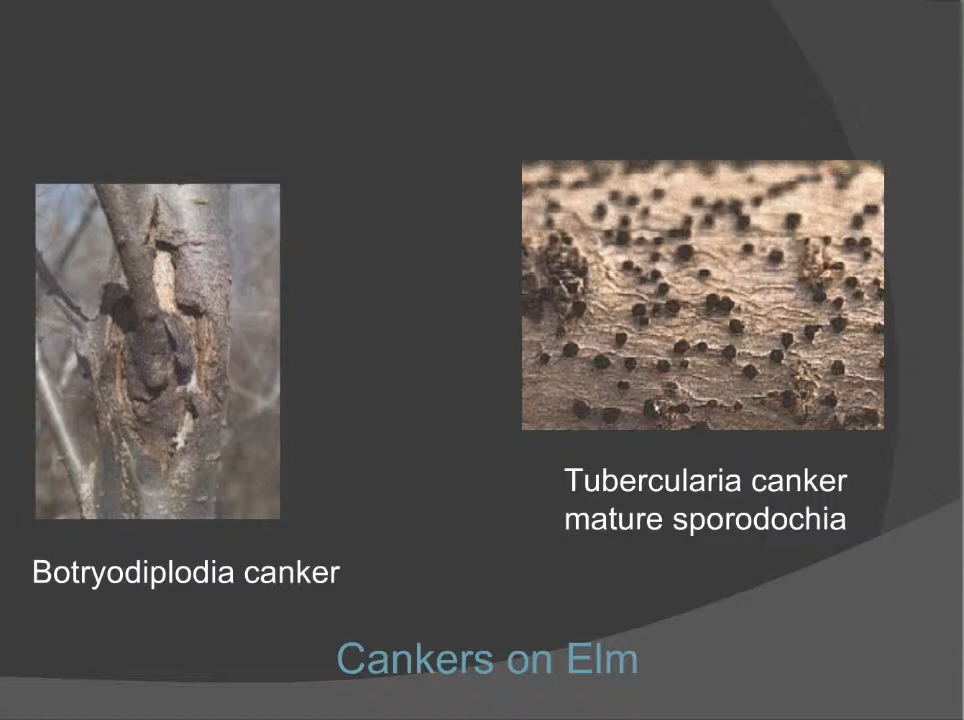 Tubercularia canker
mature sporodochia
Botryodiplodia canker
Cankers on Elm